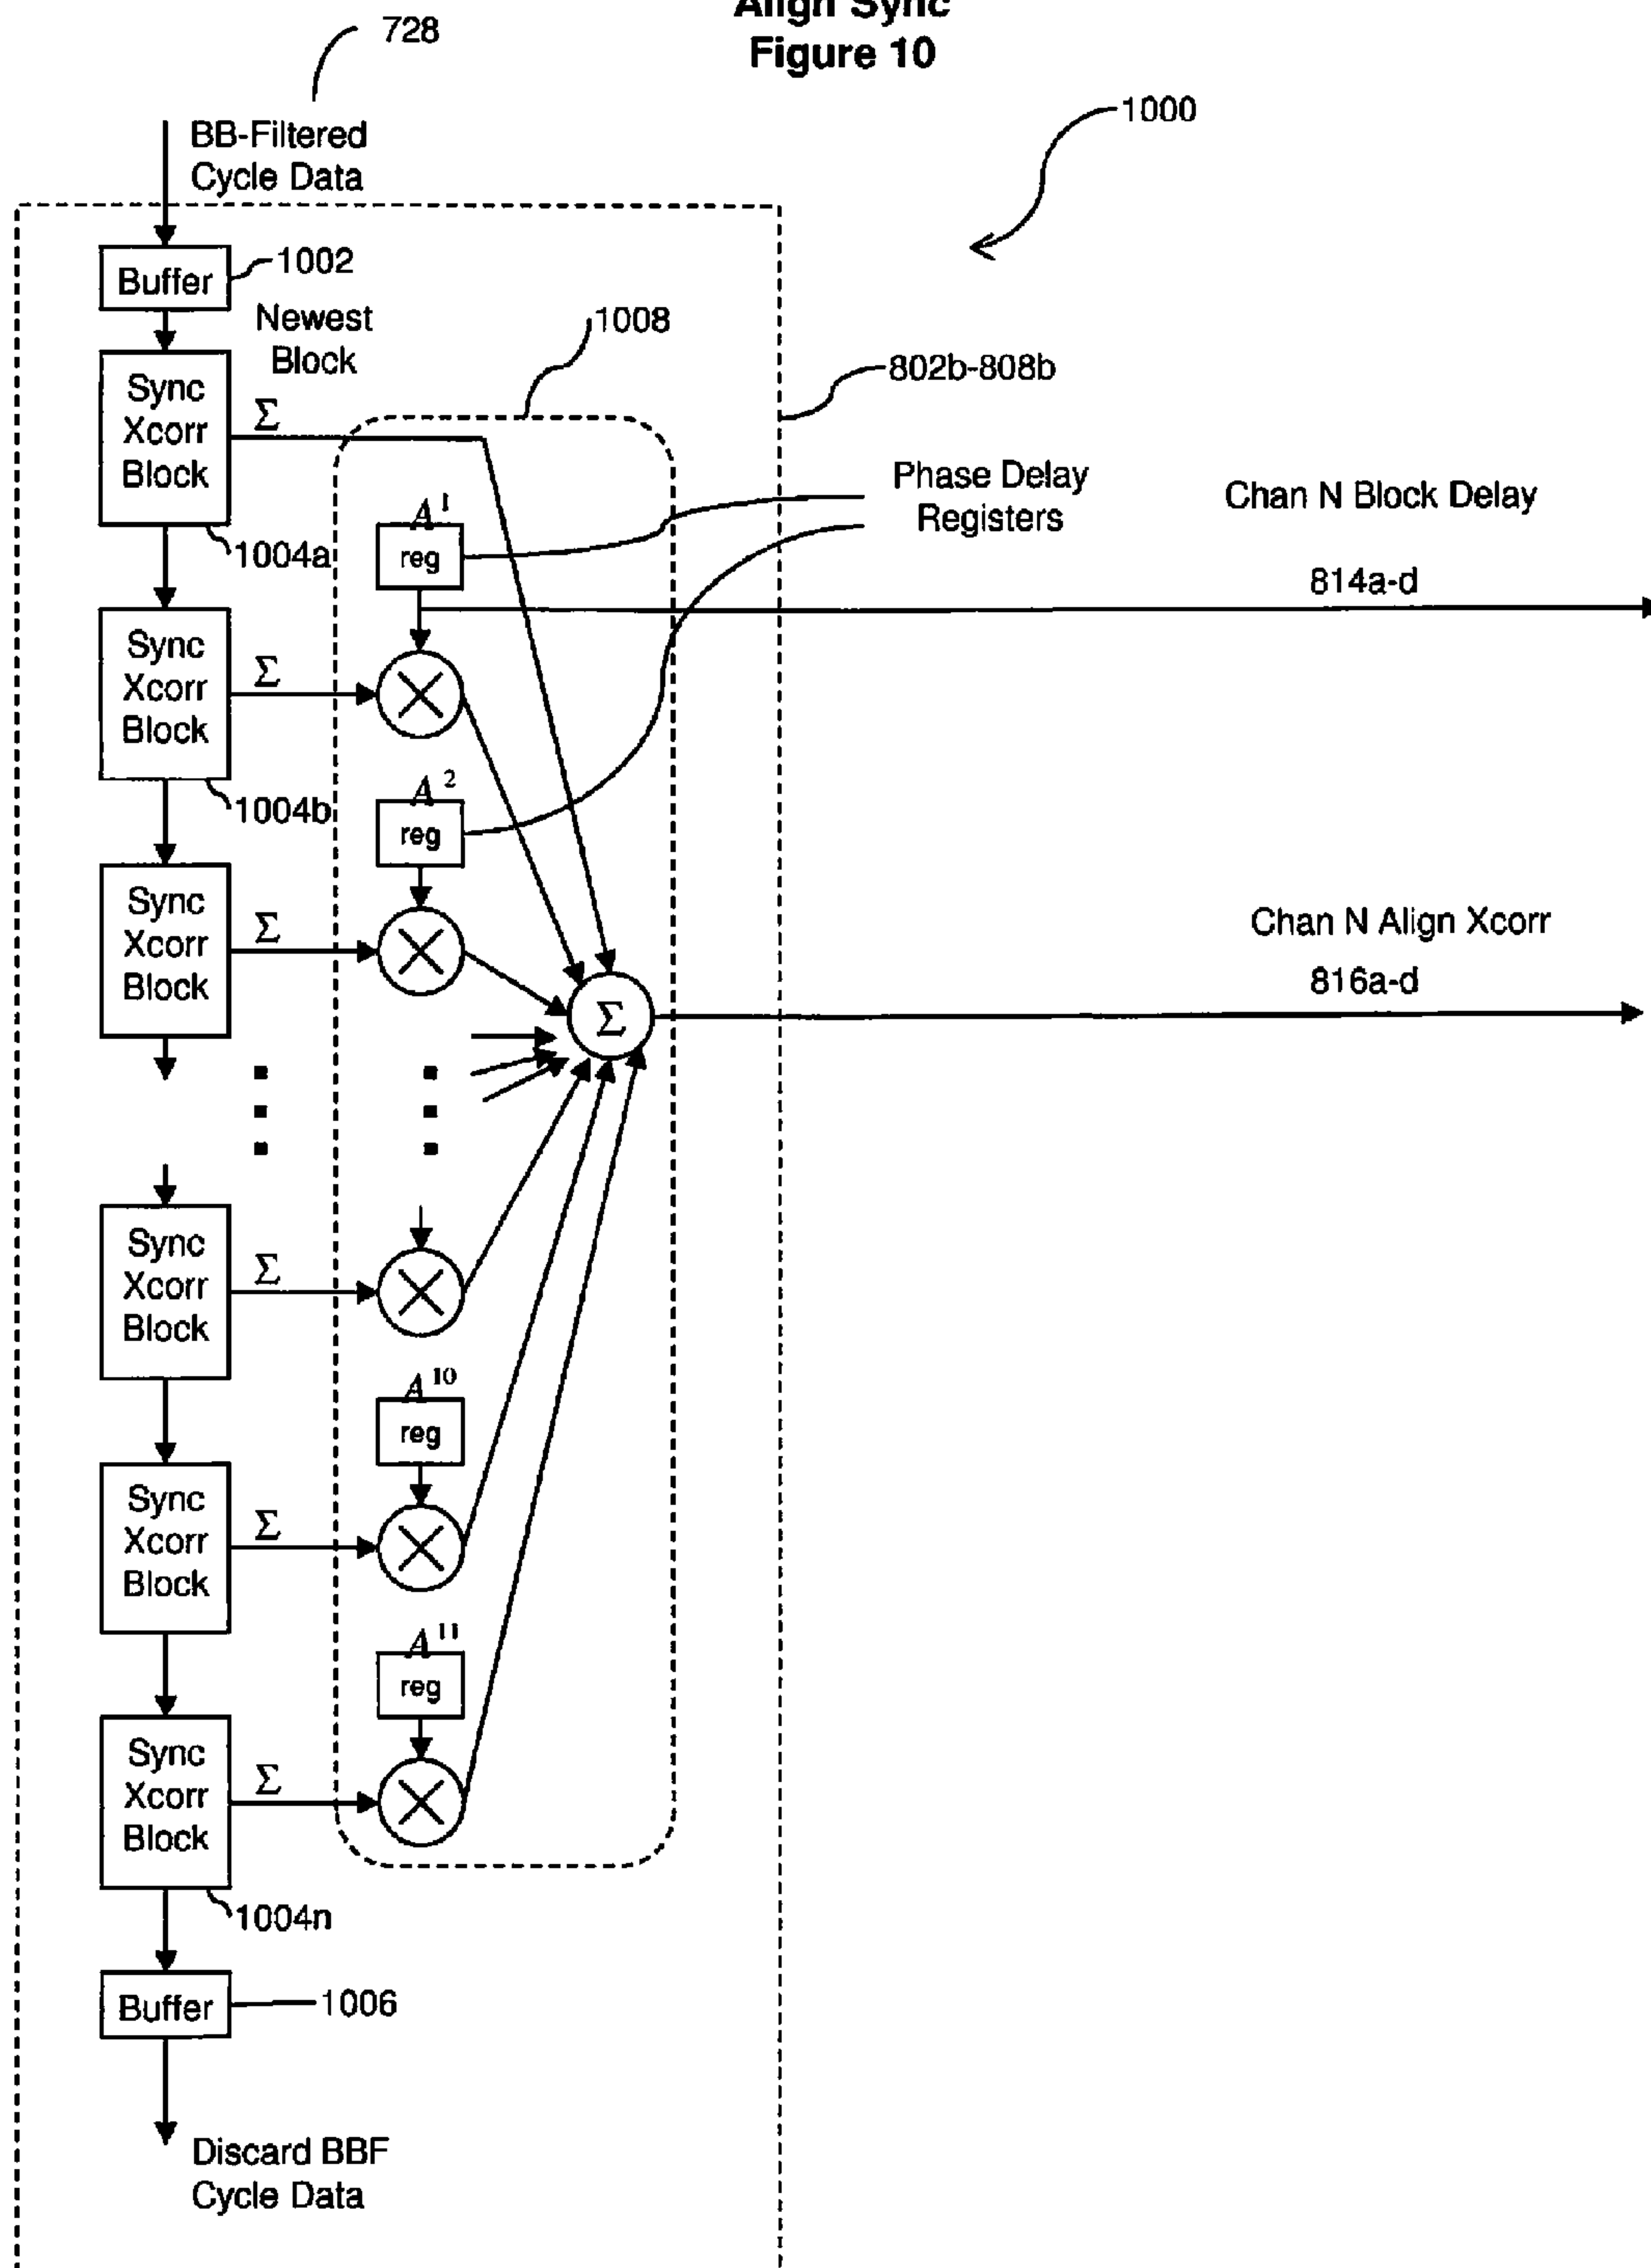 Align Sync
Figure 10
728
1000
BB-Filtered
Cycle Data
Buffer
1002
Newest
Block
1008
802b-808b
Sync
Xcorr
Block
Σ
1004a
A¹
reg
Phase Delay
Registers
Chan N Block Delay
814a-d
Sync
Xcorr
Block
Σ
1004b
A²
reg
Sync
Xcorr
Block
Σ
Σ
Chan N Align Xcorr
816a-d
Sync
Xcorr
Block
Σ
A¹⁰
reg
Sync
Xcorr
Block
Σ
A¹¹
reg
Sync
Xcorr
Block
Σ
1004n
Buffer
1006
Discard BBF
Cycle Data